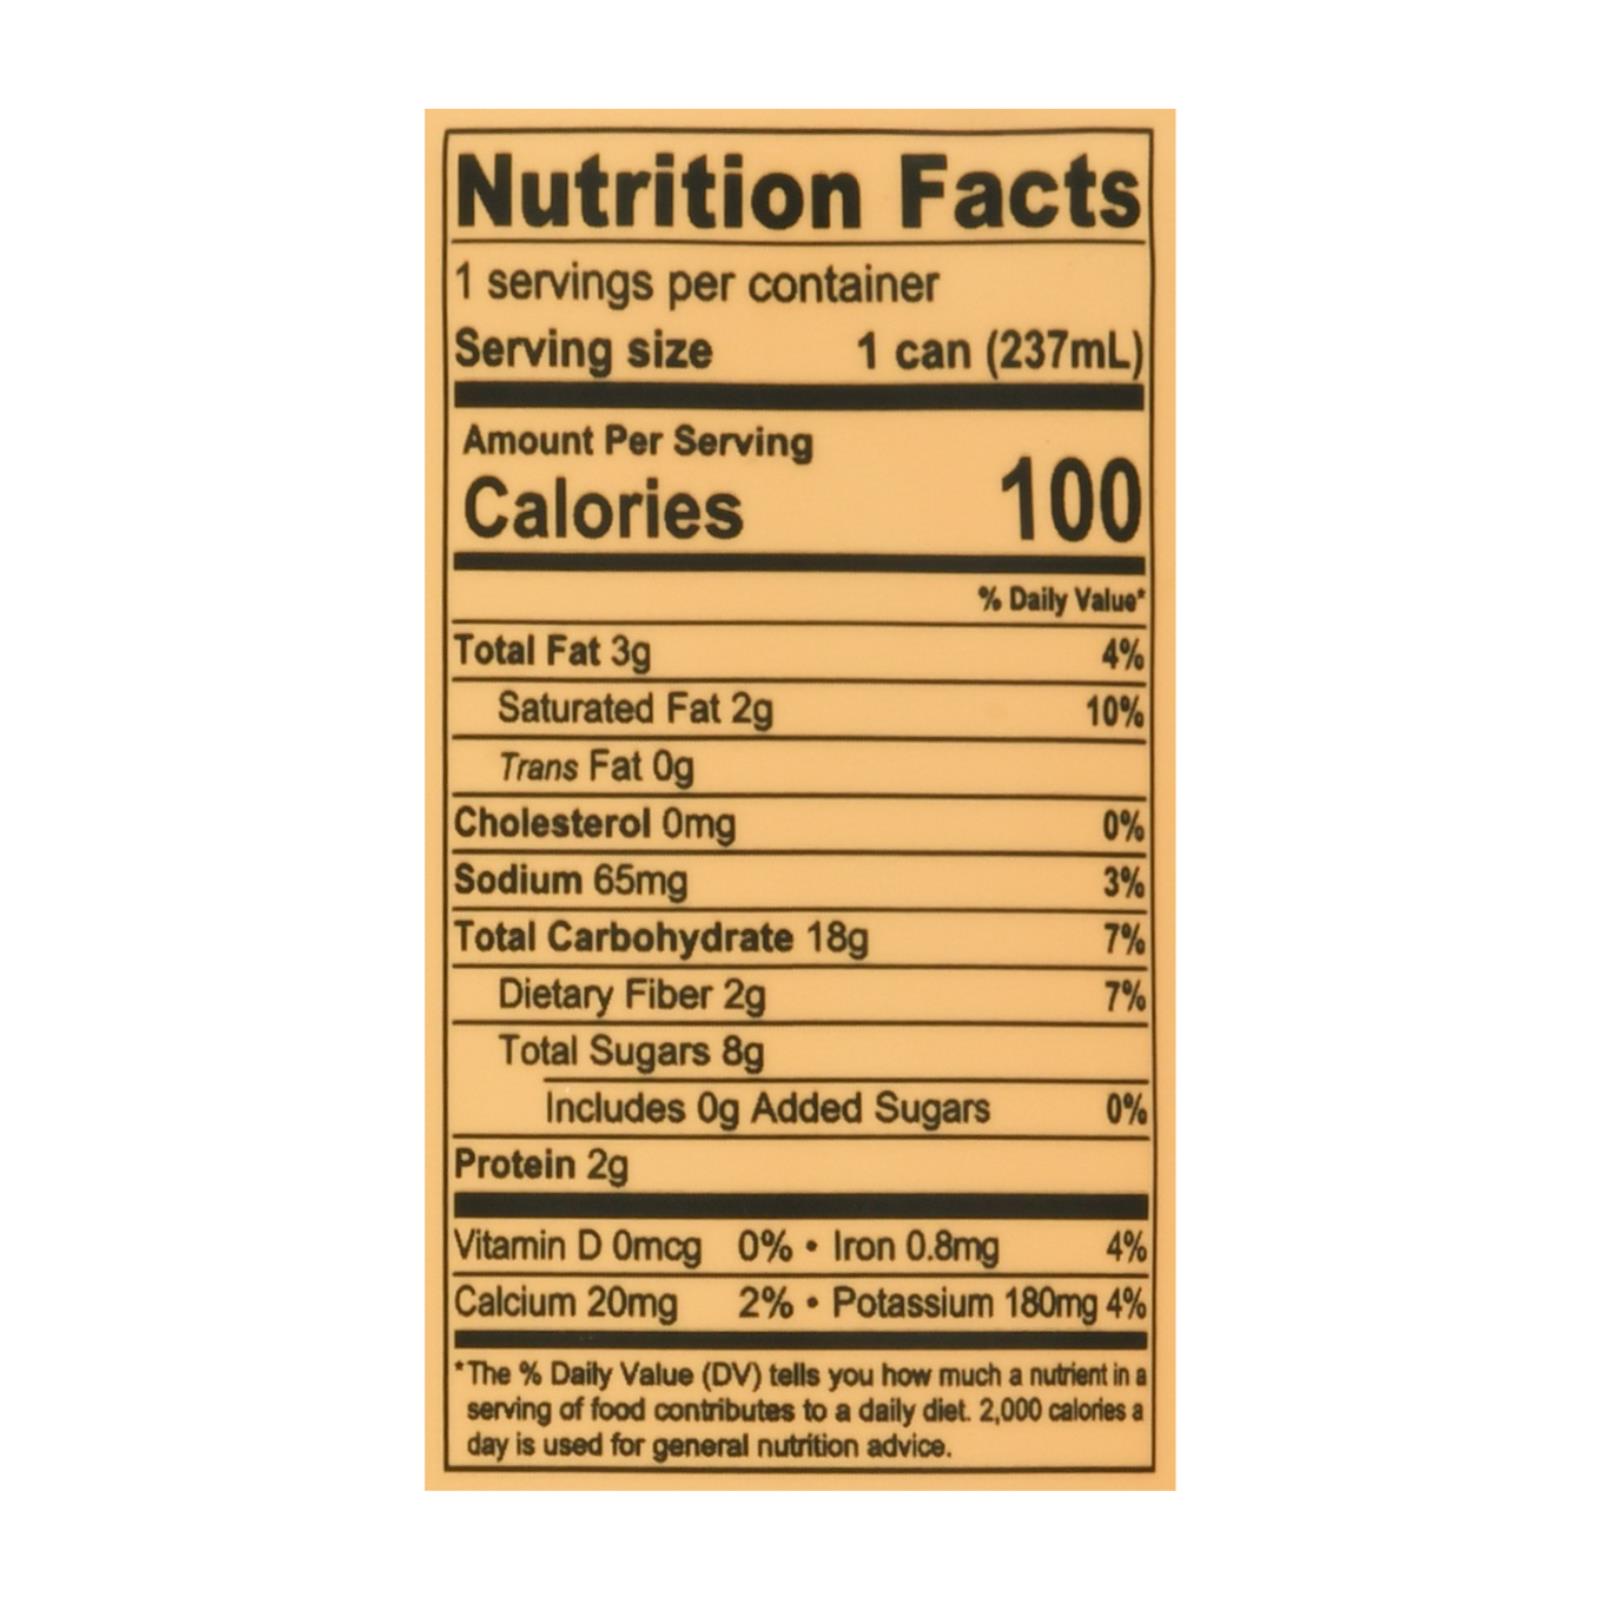 Nutrition Facts
1 servings per container
Serving size 1 can (237mL)
Amount Per Serving
Calories 100
% Daily Value*
Total Fat 3g 4%
Saturated Fat 2g 10%
Trans Fat 0g
Cholesterol 0mg 0%
Sodium 65mg 3%
Total Carbohydrate 18g 7%
Dietary Fiber 2g 7%
Total Sugars 8g
Includes 0g Added Sugars 0%
Protein 2g
Vitamin D 0mcg 0% • Iron 0.8mg 4%
Calcium 20mg 2% • Potassium 180mg 4%
*The % Daily Value (DV) tells you how much a nutrient in a
serving of food contributes to a daily diet. 2,000 calories a
day is used for general nutrition advice.